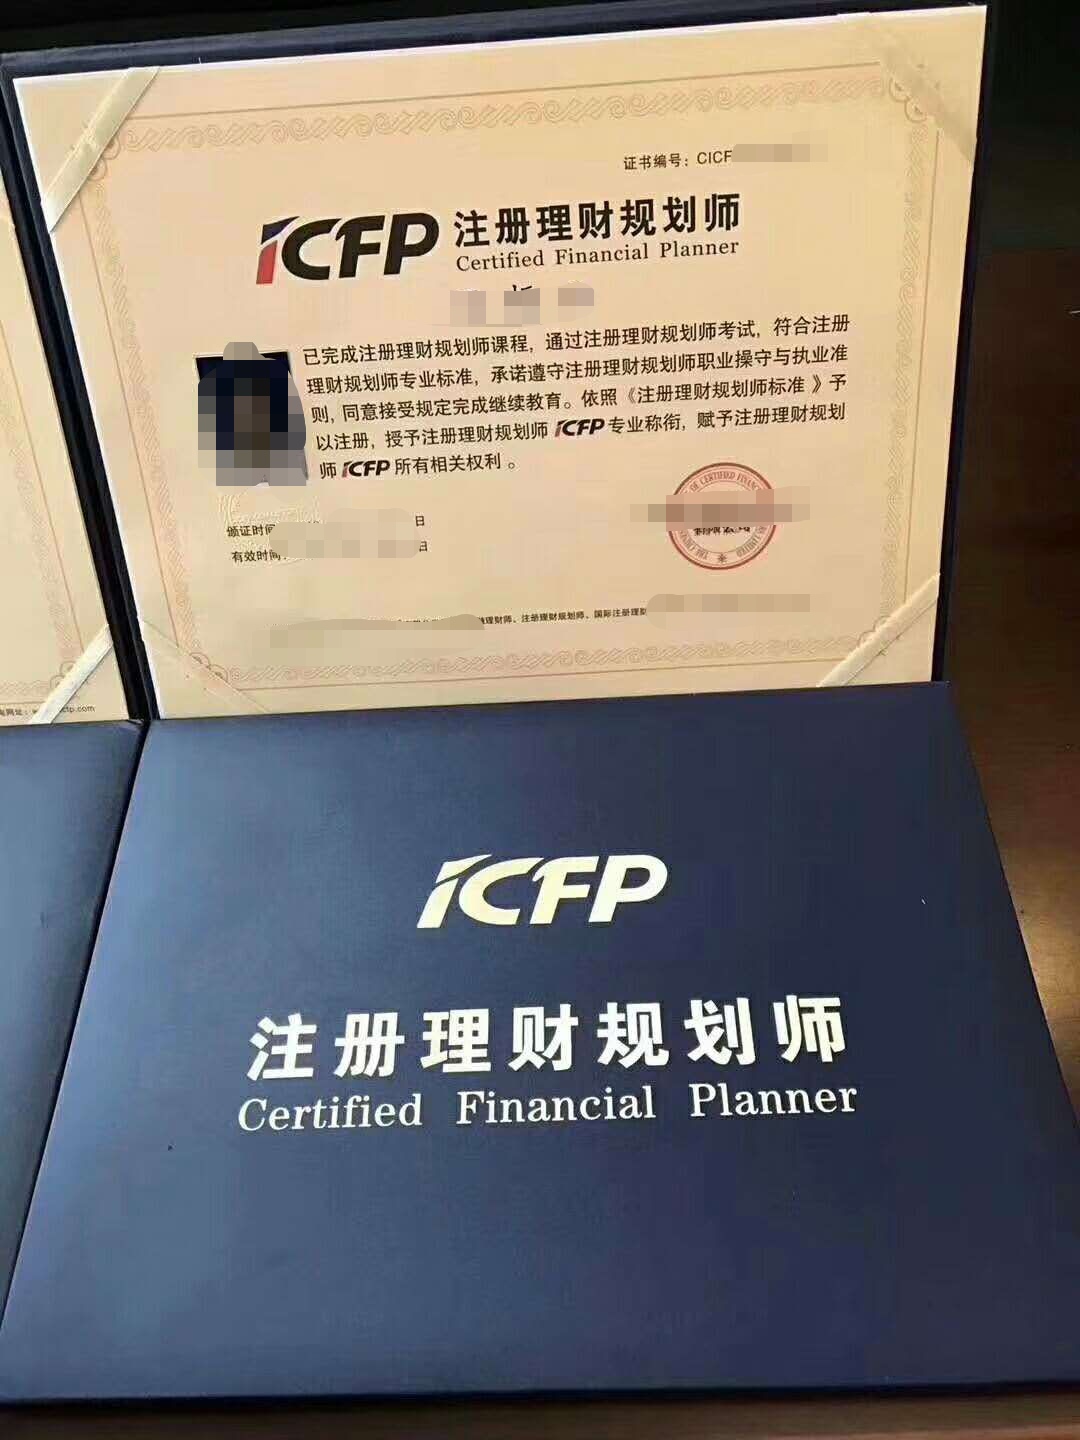 证书编号：CICF
iCFP 注册理财规划师
Certified Financial Planner
已完成注册理财规划师课程，通过注册理财规划师考试，符合注册
理财规划师专业标准，承诺遵守注册理财规划师职业操守与执业准
则，同意接受规定完成继续教育。依照《注册理财规划师标准》予
以注册，授予注册理财规划师 iCFP 专业称衔，赋予注册理财规划
师 iCFP 所有相关权利。
颁证时间 日
有效时间: 日
OF CERTIFIED FINANC
理财师、注册理财规划师、国际注册理财
网址：
cfp.com
iCFP
注册理财规划师
Certified Financial Planner